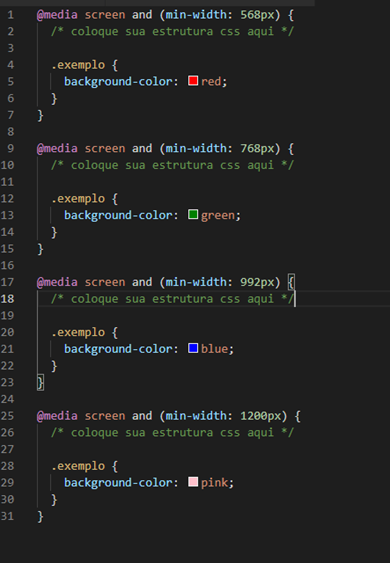 1 @media screen and (min-width: 568px) {
2 /* coloque sua estrutura css aqui */
3
4 .exemplo {
5 background-color: red;
6 }
7 }
8
9 @media screen and (min-width: 768px) {
10 /* coloque sua estrutura css aqui */
11
12 .exemplo {
13 background-color: green;
14 }
15 }
16
17 @media screen and (min-width: 992px) {
18 /* coloque sua estrutura css aqui */
19
20 .exemplo {
21 background-color: blue;
22 }
23 }
24
25 @media screen and (min-width: 1200px) {
26 /* coloque sua estrutura css aqui */
27
28 .exemplo {
29 background-color: pink;
30 }
31 }